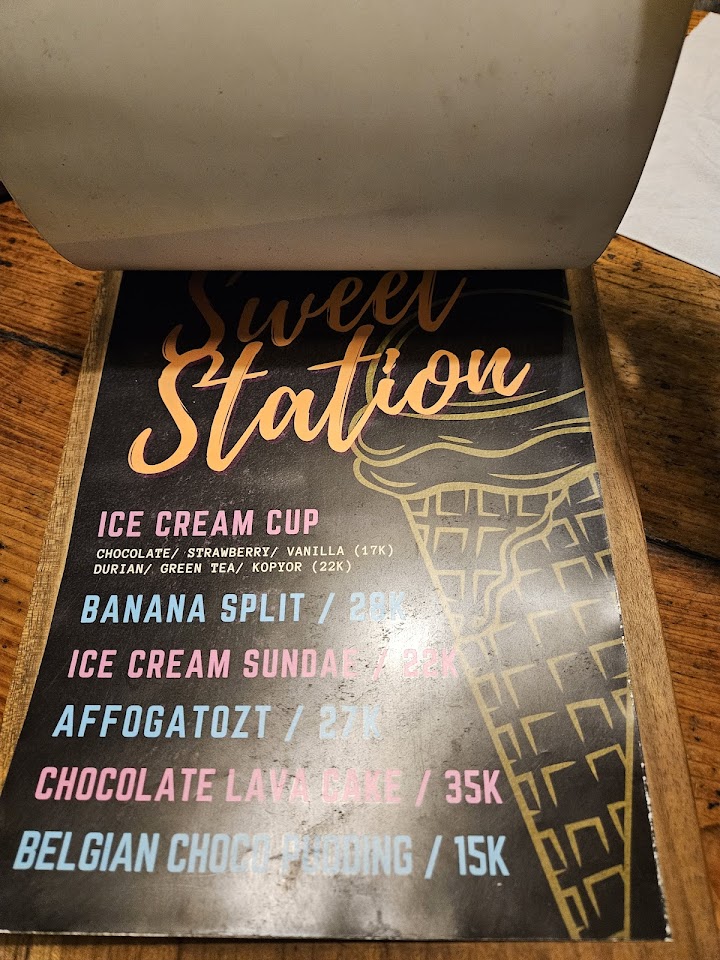 Sweet
Station
ICE CREAM CUP
CHOCOLATE/ STRAWBERRY/ VANILLA (17K)
DURIAN/ GREEN TEA/ KOPYOR (22K)
BANANA SPLIT / 28K
ICE CREAM SUNDAE / 22K
AFFOGATOZT / 27K
CHOCOLATE LAVA CAKE / 35K
BELGIAN CHOCO PUDDING / 15K